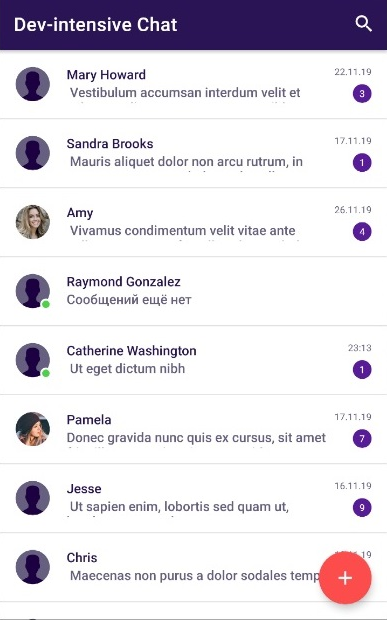 Dev-intensive Chat
Mary Howard 22.11.19
Vestibulum accumsan interdum velit et 3
Sandra Brooks 17.11.19
Mauris aliquet dolor non arcu rutrum, in 1
Amy 26.11.19
Vivamus condimentum velit vitae ante 4
Raymond Gonzalez
Сообщений ещё нет
Catherine Washington 23:13
Ut eget dictum nibh 1
Pamela 17.11.19
Donec gravida nunc quis ex cursus, sit amet 7
Jesse 16.11.19
Ut sapien enim, lobortis sed quam ut, 9
Chris
Maecenas non purus a dolor sodales temp
+